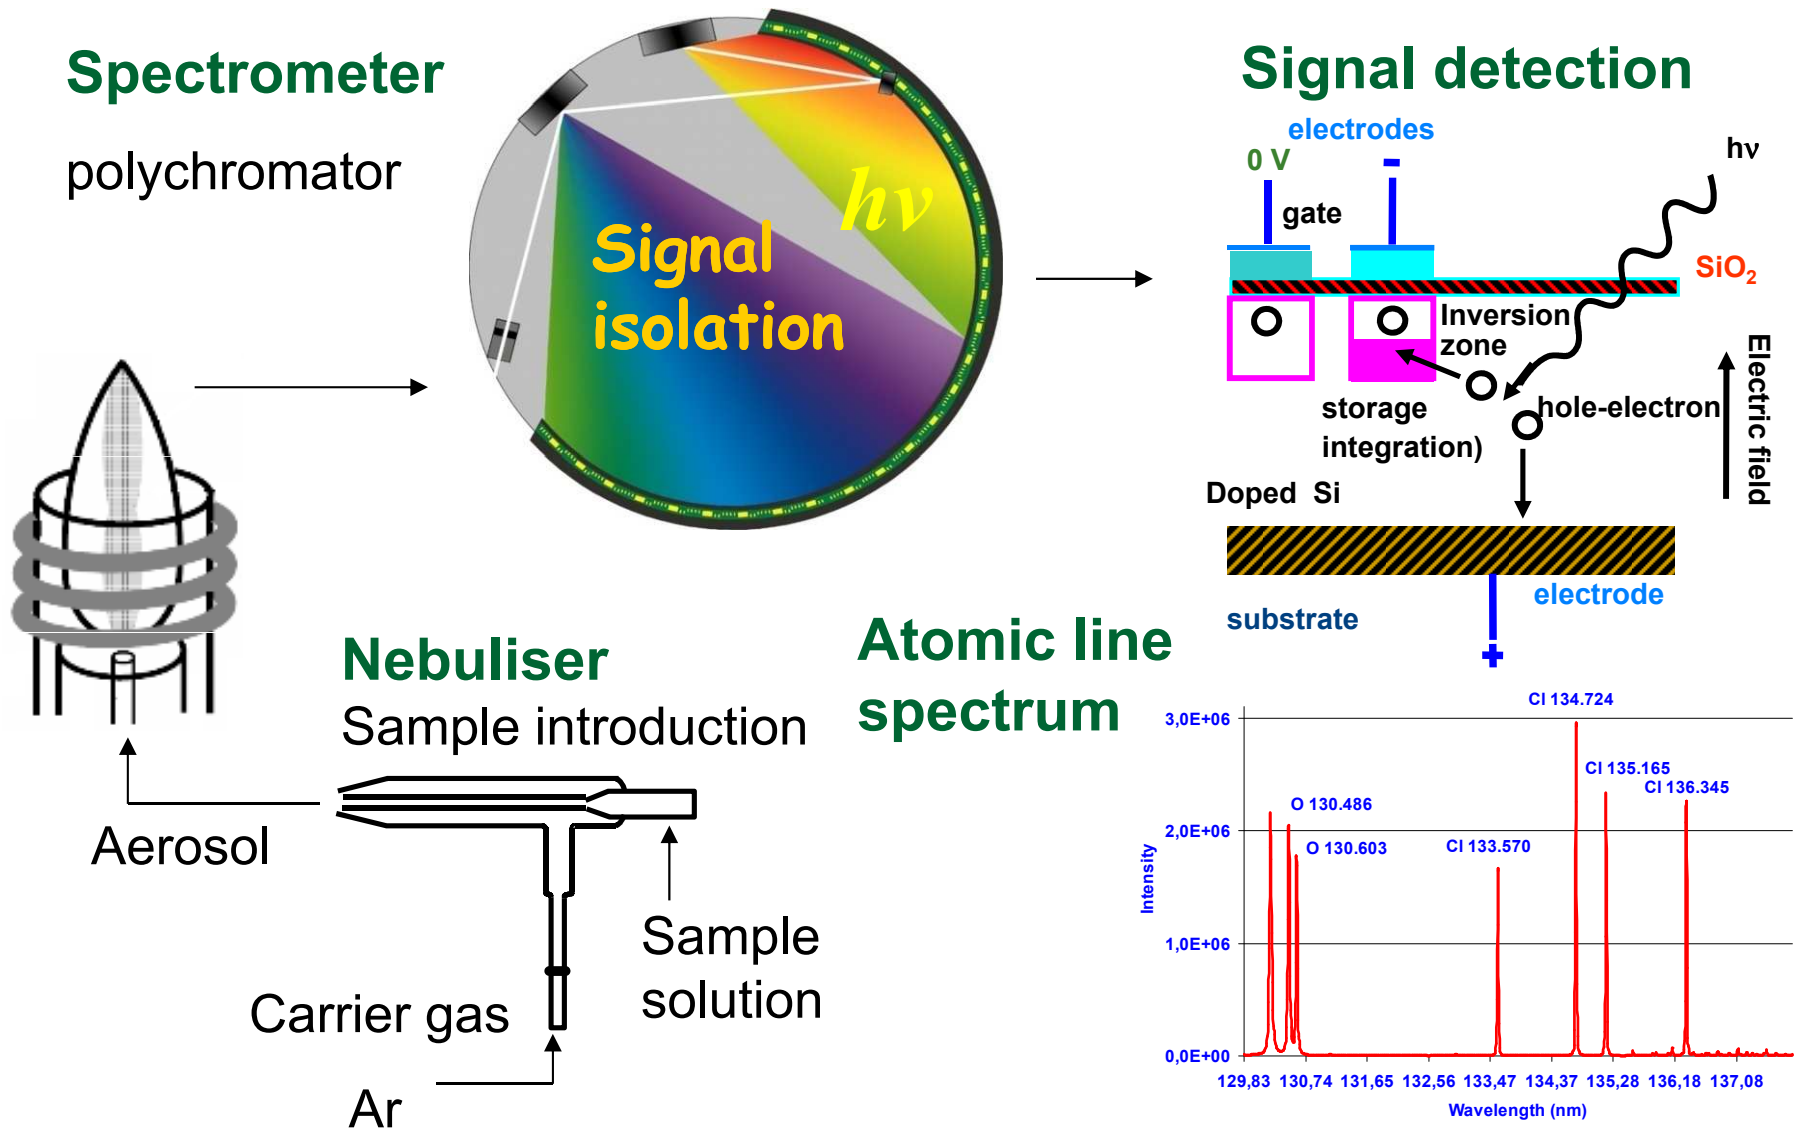 Spectrometer
polychromator
Signal
isolation
hν
Signal detection
electrodes
0 V
-
gate
hν
SiO2
Inversion
zone
storage
integration)
hole-electron
Electric field
Doped Si
electrode
substrate
+
Nebuliser
Sample introduction
Aerosol
Sample
solution
Carrier gas
Ar
Atomic line
spectrum
Cl 134.724
3,0E+06
Cl 135.165
Cl 136.345
O 130.486
2,0E+06
O 130.603
Cl 133.570
Intensity
1,0E+06
0,0E+00
129,83 130,74 131,65 132,56 133,47 134,37 135,28 136,18 137,08
Wavelength (nm)